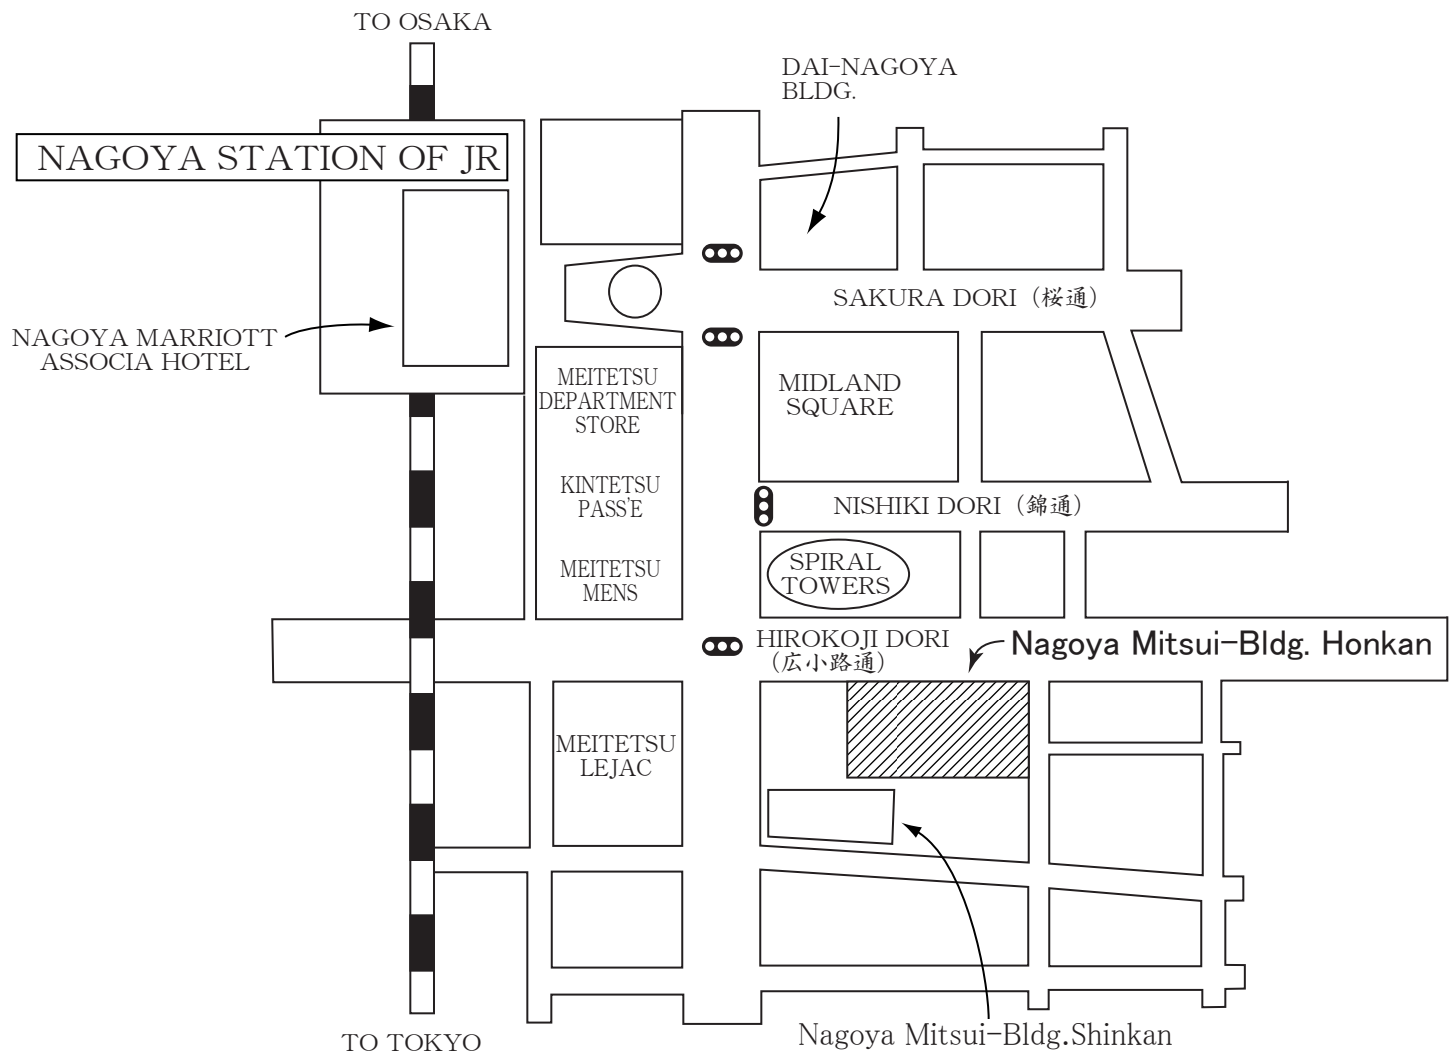 TO OSAKA
DAI-NAGOYA
BLDG.
NAGOYA STATION OF JR
SAKURA DORI（桜通）
NAGOYA MARRIOTT
ASSOCIA HOTEL
MEITETSU
DEPARTMENT
STORE
MIDLAND
SQUARE
KINTETSU
PASS'E
NISHIKI DORI（錦通）
MEITETSU
MENS
SPIRAL
TOWERS
HIROKOJI DORI
（広小路通）
Nagoya Mitsui-Bldg. Honkan
MEITETSU
LEJAC
Nagoya Mitsui-Bldg.Shinkan
TO TOKYO